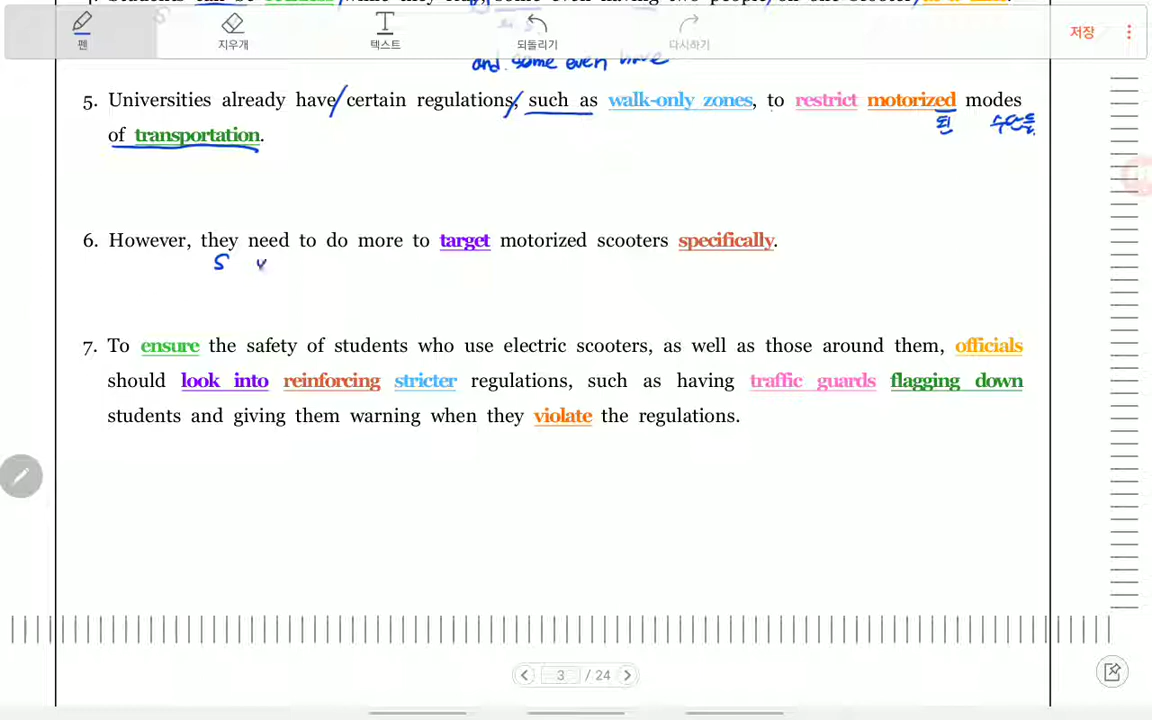 펜
지우개
텍스트
되돌리기
다시하기
저장
and some even have
5. Universities already have/certain regulations, such as walk-only zones, to restrict motorized modes
된 수단들
of transportation.
6. However, they need to do more to target motorized scooters specifically.
S v
7. To ensure the safety of students who use electric scooters, as well as those around them, officials
should look into reinforcing stricter regulations, such as having traffic guards flagging down
students and giving them warning when they violate the regulations.
3 / 24